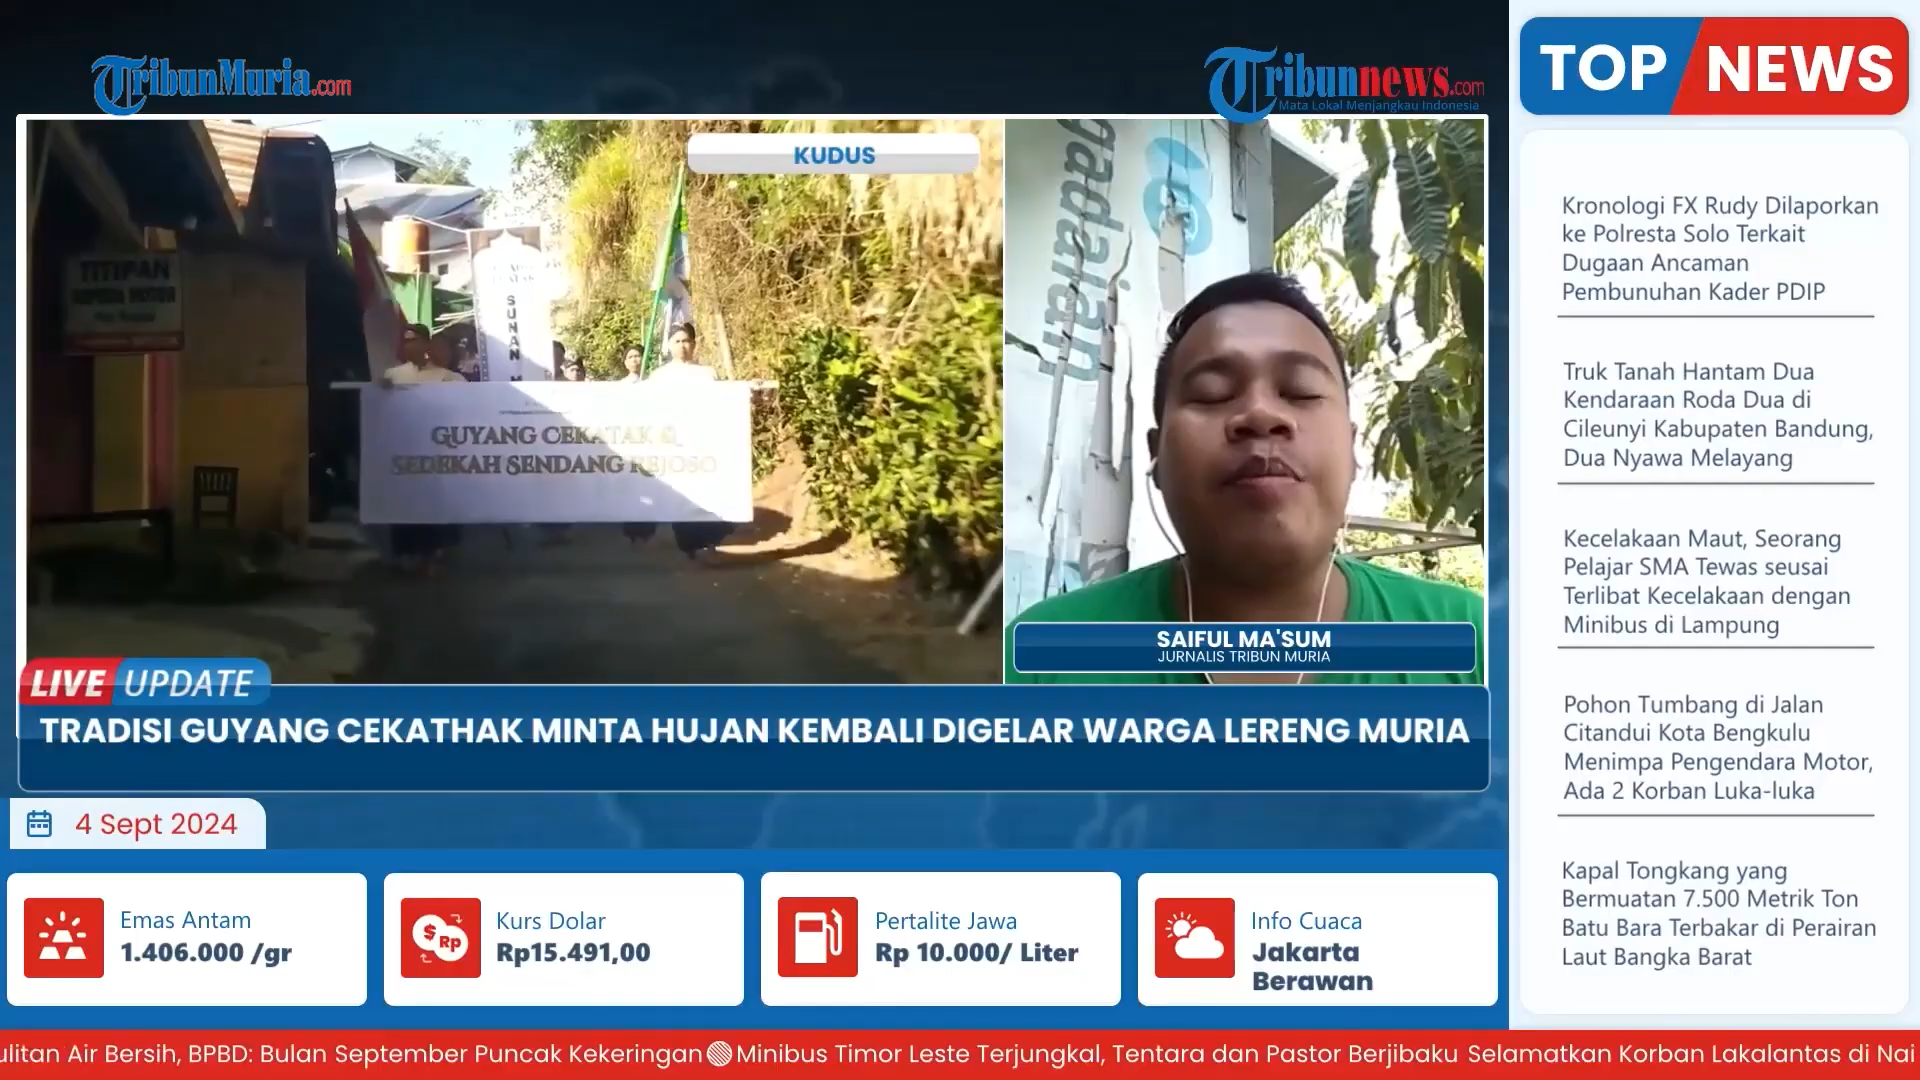 TribunMuria.com
Tribunnews.com
Mata Lokal Menjangkau Indonesia
TOP NEWS
KUDUS
TITIPAN
SEPEDA MOTOR
SUNAN
GUYANG CEKATAK &
SEDEKAH SENDANG REJOSO
gadaian
SAIFUL MA'SUM
JURNALIS TRIBUN MURIA
LIVE UPDATE
TRADISI GUYANG CEKATHAK MINTA HUJAN KEMBALI DIGELAR WARGA LERENG MURIA
4 Sept 2024
Emas Antam
1.406.000 /gr
Kurs Dolar
Rp15.491,00
Pertalite Jawa
Rp 10.000/ Liter
Info Cuaca
Jakarta
Berawan
Kronologi FX Rudy Dilaporkan
ke Polresta Solo Terkait
Dugaan Ancaman
Pembunuhan Kader PDIP
Truk Tanah Hantam Dua
Kendaraan Roda Dua di
Cileunyi Kabupaten Bandung,
Dua Nyawa Melayang
Kecelakaan Maut, Seorang
Pelajar SMA Tewas seusai
Terlibat Kecelakaan dengan
Minibus di Lampung
Pohon Tumbang di Jalan
Citandui Kota Bengkulu
Menimpa Pengendara Motor,
Ada 2 Korban Luka-luka
Kapal Tongkang yang
Bermuatan 7.500 Metrik Ton
Batu Bara Terbakar di Perairan
Laut Bangka Barat
ulitan Air Bersih, BPBD: Bulan September Puncak Kekeringan Minibus Timor Leste Terjungkal, Tentara dan Pastor Berjibaku Selamatkan Korban Lakalantas di Nai